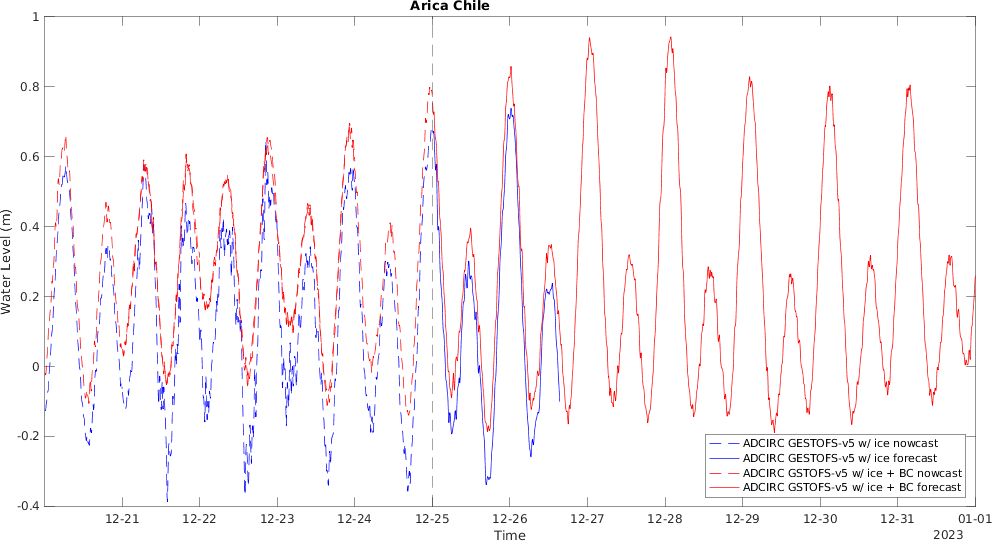 Arica Chile
1
0.8
0.6
0.4
0.2
0
-0.2
-0.4
Water Level (m)
12-21 12-22 12-23 12-24 12-25 12-26 12-27 12-28 12-29 12-30 12-31 01-01
Time
2023
ADCIRC GESTOFS-v5 w/ ice nowcast
ADCIRC GESTOFS-v5 w/ ice forecast
ADCIRC GSTOFS-v5 w/ ice + BC nowcast
ADCIRC GSTOFS-v5 w/ ice + BC forecast